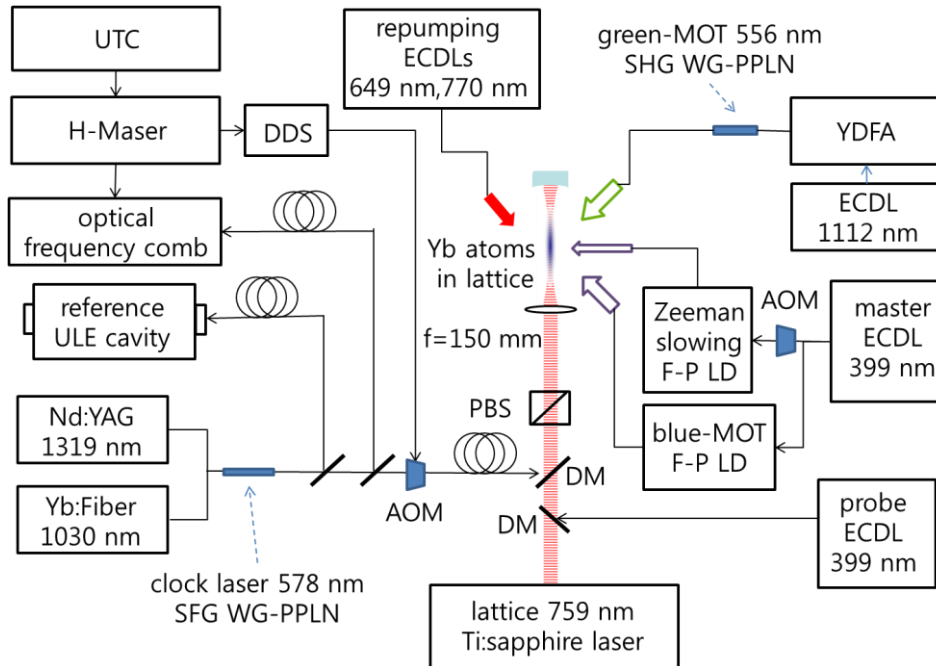 UTC
H-Maser
DDS
optical
frequency comb
reference
ULE cavity
Nd:YAG
1319 nm
Yb:Fiber
1030 nm
clock laser 578 nm
SFG WG-PPLN
AOM
repumping
ECDLs
649 nm,770 nm
Yb atoms
in lattice
f=150 mm
PBS
DM
DM
lattice 759 nm
Ti:sapphire laser
green-MOT 556 nm
SHG WG-PPLN
YDFA
ECDL
1112 nm
Zeeman
slowing
F-P LD
AOM
master
ECDL
399 nm
blue-MOT
F-P LD
probe
ECDL
399 nm